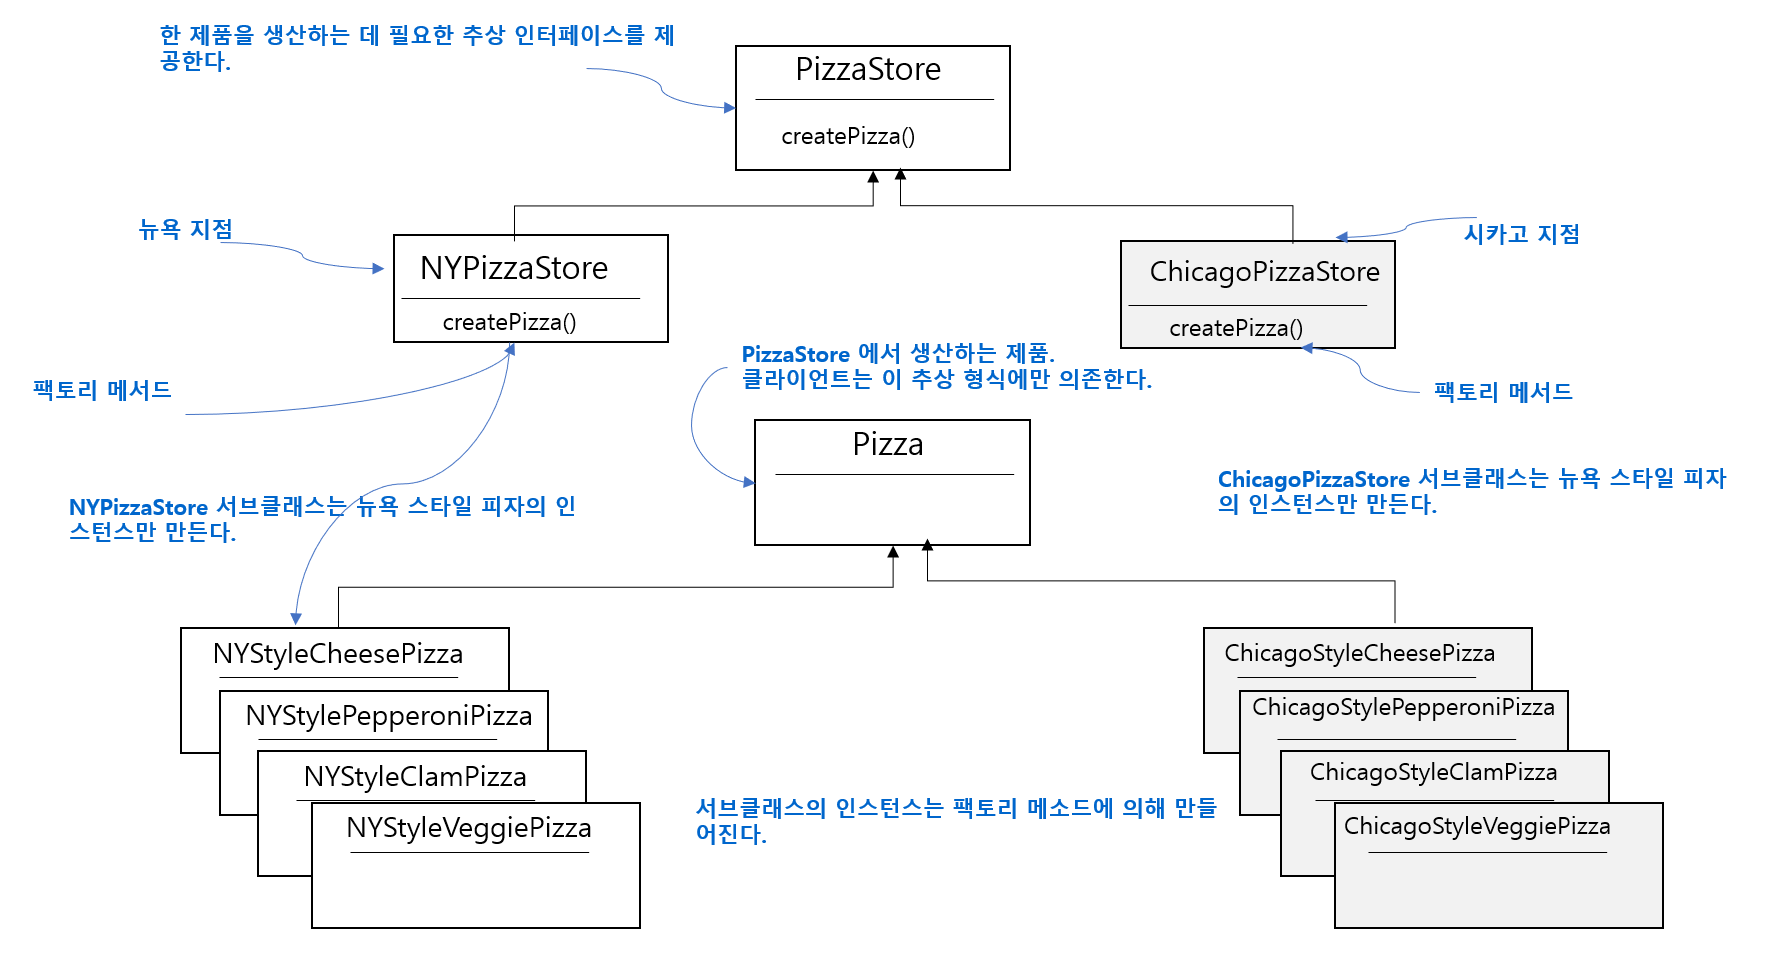 한 제품을 생산하는 데 필요한 추상 인터페이스를 제
공한다.
PizzaStore
createPizza()
뉴욕 지점
시카고 지점
NYPizzaStore
createPizza()
ChicagoPizzaStore
createPizza()
팩토리 메서드
PizzaStore 에서 생산하는 제품.
클라이언트는 이 추상 형식에만 의존한다.
팩토리 메서드
Pizza
NYPizzaStore 서브클래스는 뉴욕 스타일 피자의 인
스턴스만 만든다.
ChicagoPizzaStore 서브클래스는 뉴욕 스타일 피자
의 인스턴스만 만든다.
NYStyleCheesePizza
NYStylePepperoniPizza
NYStyleClamPizza
NYStyleVeggiePizza
서브클래스의 인스턴스는 팩토리 메소드에 의해 만들
어진다.
ChicagoStyleCheesePizza
ChicagoStylePepperoniPizza
ChicagoStyleClamPizza
ChicagoStyleVeggiePizza